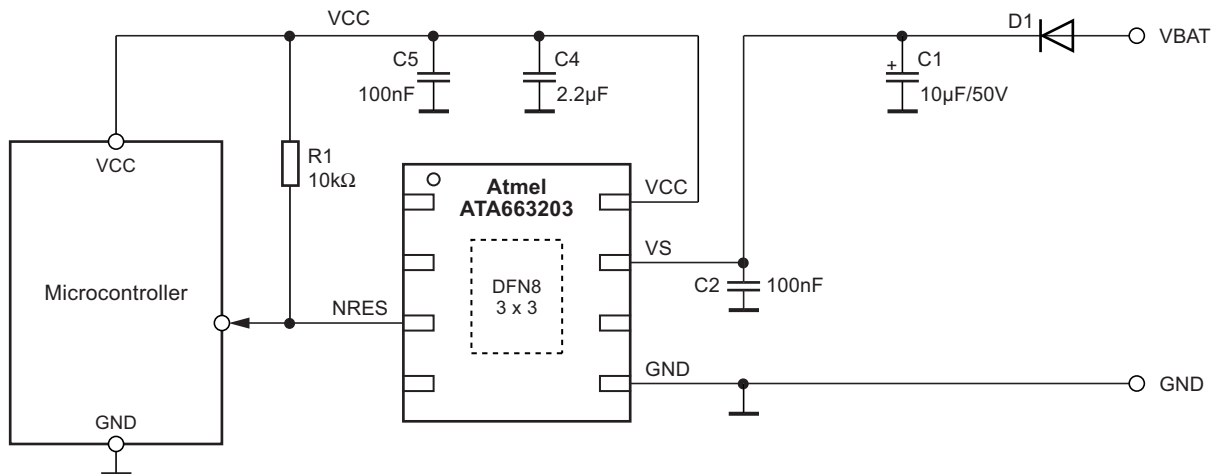 VCC
D1
VBAT
C5
100nF
C4
2.2µF
+
C1
10µF/50V
VCC
R1
10kΩ
Atmel
ATA663203
VCC
VS
DFN8
3 x 3
C2
100nF
Microcontroller
NRES
GND
GND
GND